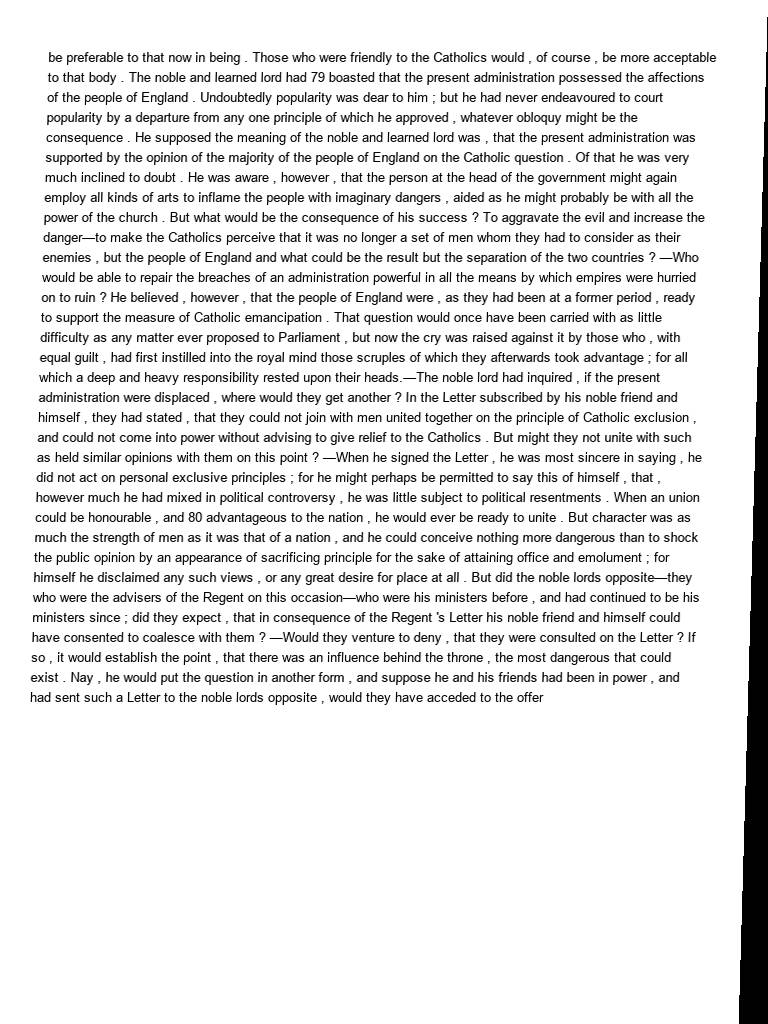 be preferable to that now in being . Those who were friendly to the Catholics would , of course , be more acceptable
to that body . The noble and learned lord had 79 boasted that the present administration possessed the affections
of the people of England . Undoubtedly popularity was dear to him ; but he had never endeavoured to court
popularity by a departure from any one principle of which he approved , whatever obloquy might be the
consequence . He supposed the meaning of the noble and learned lord was , that the present administration was
supported by the opinion of the majority of the people of England on the Catholic question . Of that he was very
much inclined to doubt . He was aware , however , that the person at the head of the government might again
employ all kinds of arts to inflame the people with imaginary dangers , aided as he might probably be with all the
power of the church . But what would be the consequence of his success ? To aggravate the evil and increase the
danger—to make the Catholics perceive that it was no longer a set of men whom they had to consider as their
enemies , but the people of England and what could be the result but the separation of the two countries ? —Who
would be able to repair the breaches of an administration powerful in all the means by which empires were hurried
on to ruin ? He believed , however , that the people of England were , as they had been at a former period , ready
to support the measure of Catholic emancipation . That question would once have been carried with as little
difficulty as any matter ever proposed to Parliament , but now the cry was raised against it by those who , with
equal guilt , had first instilled into the royal mind those scruples of which they afterwards took advantage ; for all
which a deep and heavy responsibility rested upon their heads.—The noble lord had inquired , if the present
administration were displaced , where would they get another ? In the Letter subscribed by his noble friend and
himself , they had stated , that they could not join with men united together on the principle of Catholic exclusion ,
and could not come into power without advising to give relief to the Catholics . But might they not unite with such
as held similar opinions with them on this point ? —When he signed the Letter , he was most sincere in saying , he
did not act on personal exclusive principles ; for he might perhaps be permitted to say this of himself , that ,
however much he had mixed in political controversy , he was little subject to political resentments . When an union
could be honourable , and 80 advantageous to the nation , he would ever be ready to unite . But character was as
much the strength of men as it was that of a nation , and he could conceive nothing more dangerous than to shock
the public opinion by an appearance of sacrificing principle for the sake of attaining office and emolument ; for
himself he disclaimed any such views , or any great desire for place at all . But did the noble lords opposite—they
who were the advisers of the Regent on this occasion—who were his ministers before , and had continued to be his
ministers since ; did they expect , that in consequence of the Regent 's Letter his noble friend and himself could
have consented to coalesce with them ? —Would they venture to deny , that they were consulted on the Letter ? If
so , it would establish the point , that there was an influence behind the throne , the most dangerous that could
exist . Nay , he would put the question in another form , and suppose he and his friends had been in power , and
had sent such a Letter to the noble lords opposite , would they have acceded to the offer